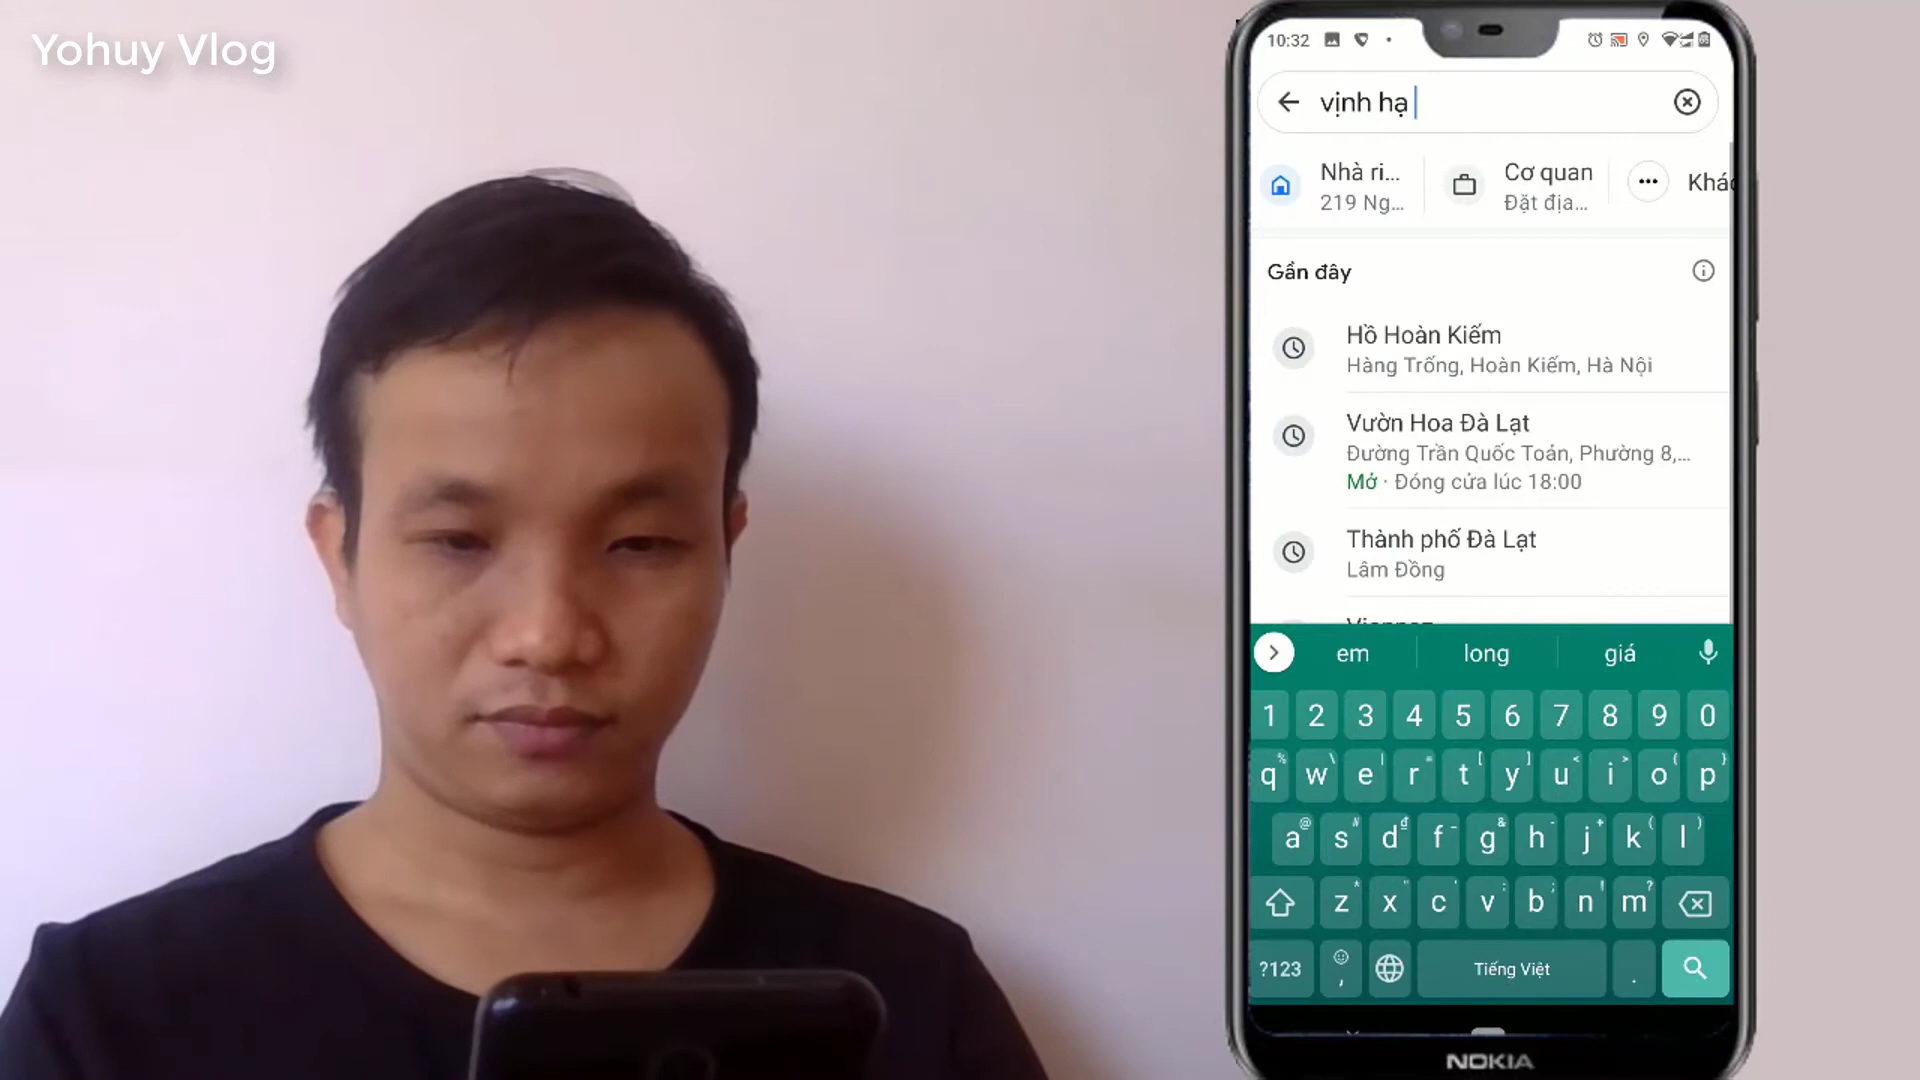 Yohuy Vlog
10:32
vịnh hạ
Nhà ri...
219 Ng...
Cơ quan
Đặt địa...
Khác
Gần đây
Hồ Hoàn Kiếm
Hàng Trống, Hoàn Kiếm, Hà Nội
Vườn Hoa Đà Lạt
Đường Trần Quốc Toản, Phường 8,...
Mở · Đóng cửa lúc 18:00
Thành phố Đà Lạt
Lâm Đồng
em long giá
1 2 3 4 5 6 7 8 9 0
q w e r t y u i o p
a s d f g h j k l
z x c v b n m
?123 , Tiếng Việt .
NOKIA